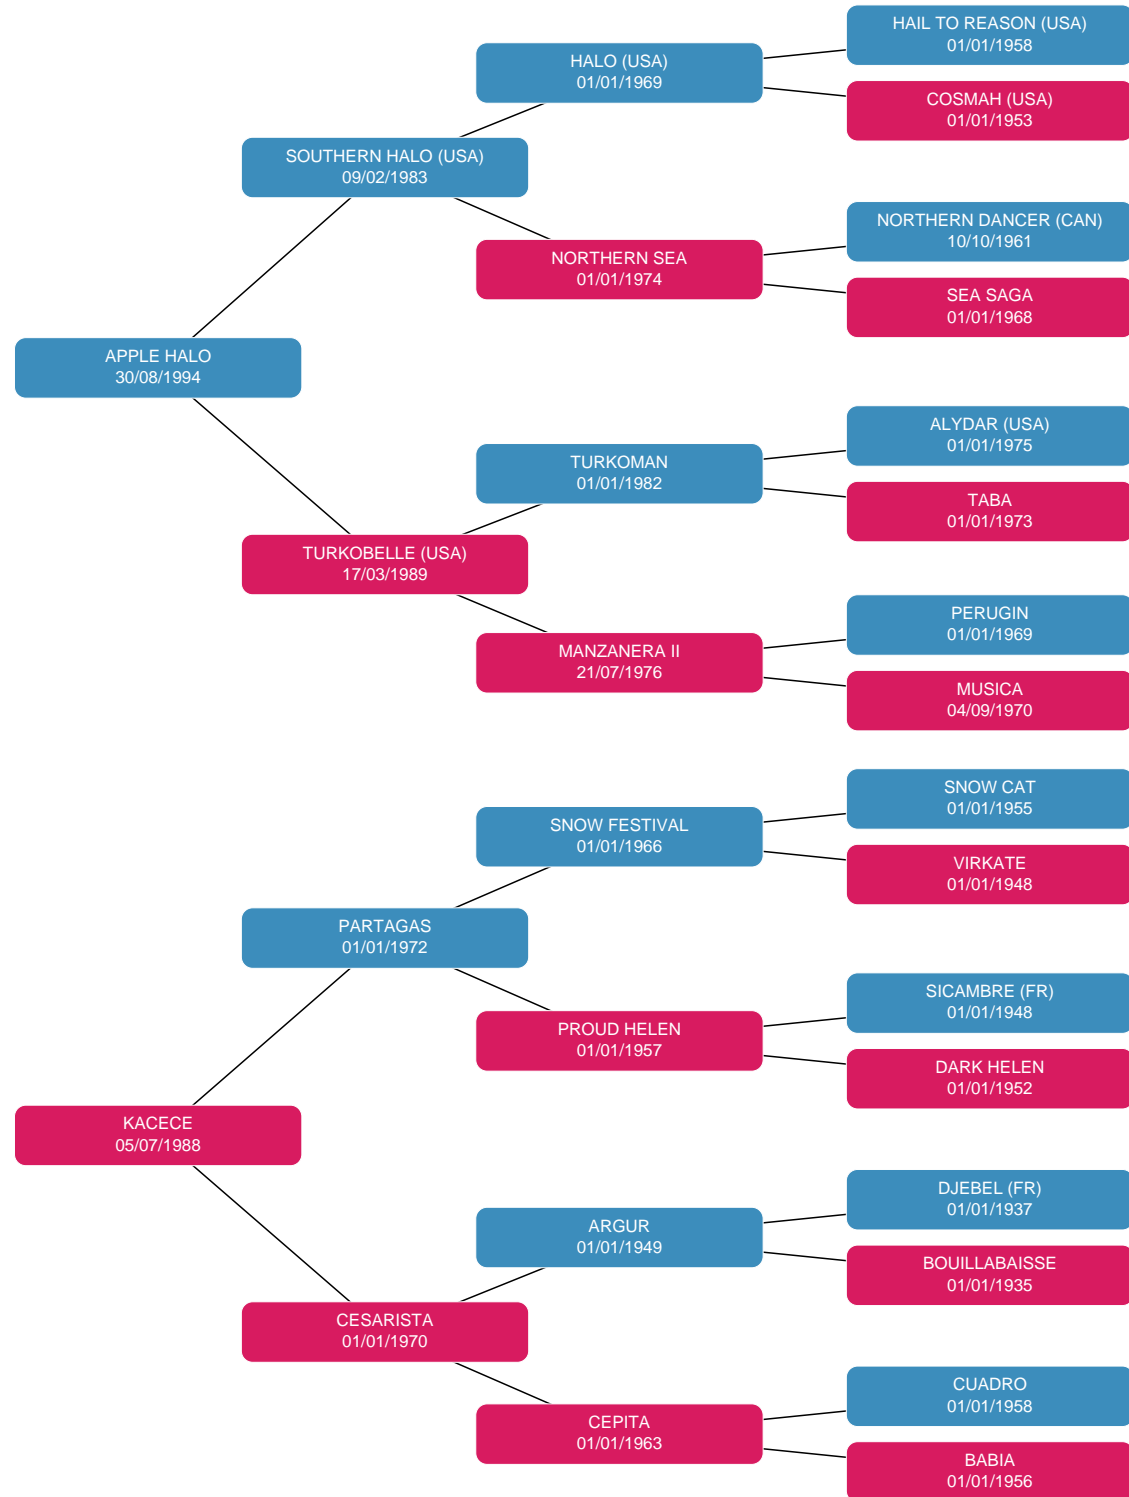 HAIL TO REASON (USA)
01/01/1958
HALO (USA)
01/01/1969
COSMAH (USA)
01/01/1953
SOUTHERN HALO (USA)
09/02/1983
NORTHERN DANCER (CAN)
10/10/1961
NORTHERN SEA
01/01/1974
SEA SAGA
01/01/1968
APPLE HALO
30/08/1994
ALYDAR (USA)
01/01/1975
TURKOMAN
01/01/1982
TABA
01/01/1973
TURKOBELLE (USA)
17/03/1989
PERUGIN
01/01/1969
MANZANERA II
21/07/1976
MUSICA
04/09/1970
SNOW CAT
01/01/1955
SNOW FESTIVAL
01/01/1966
VIRKATE
01/01/1948
PARTAGAS
01/01/1972
SICAMBRE (FR)
01/01/1948
PROUD HELEN
01/01/1957
DARK HELEN
01/01/1952
KACECE
05/07/1988
DJEBEL (FR)
01/01/1937
ARGUR
01/01/1949
BOUILLABAISSE
01/01/1935
CESARISTA
01/01/1970
CUADRO
01/01/1958
CEPITA
01/01/1963
BABIA
01/01/1956